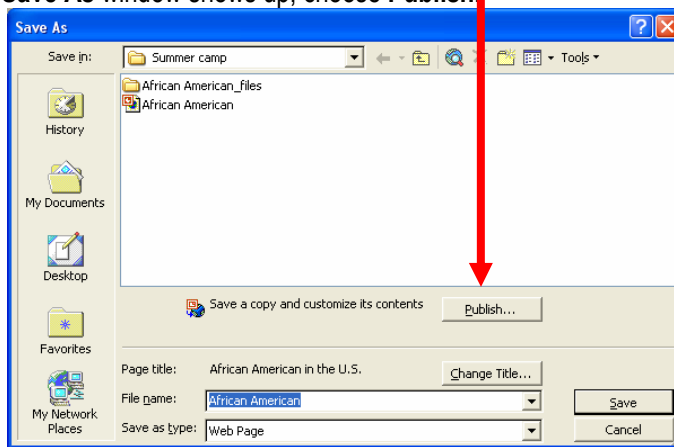 Save As window shows up, choose Publish.
Save As
Save in:
Summer camp
Tools
African American_files
African American
History
My Documents
Desktop
Favorites
My Network
Places
Save a copy and customize its contents
Publish...
Page title:
African American in the U.S.
Change Title...
File name:
African American
Save
Save as type:
Web Page
Cancel